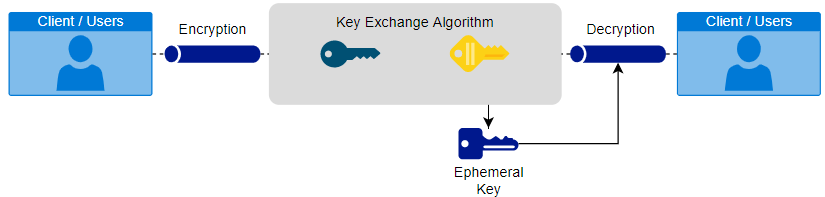 Client / Users
Encryption
Key Exchange Algorithm
Decryption
Client / Users
Ephemeral
Key